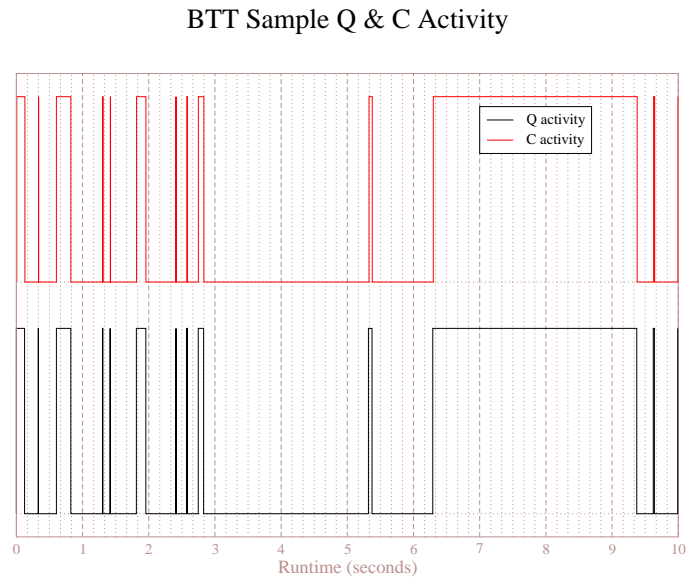 BTT Sample Q & C Activity
Q activity
C activity
0 1 2 3 4 5 6 7 8 9 10
Runtime (seconds)